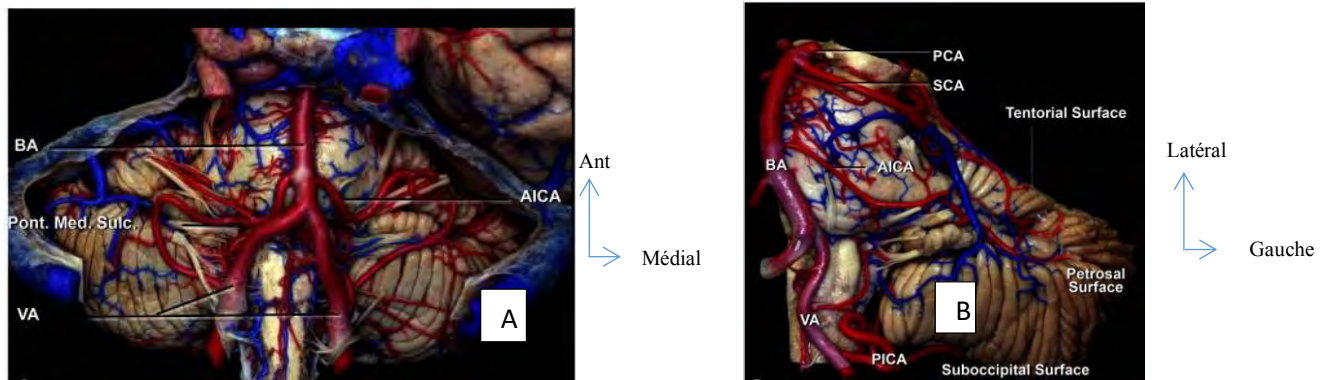 BA
Pont. Med. Sulc.
VA
AICA
A
Ant
Médial
PCA
SCA
Tentorial Surface
BA
AICA
Petrosal
Surface
B
VA
PICA
Suboccipital Surface
Latéral
Gauche